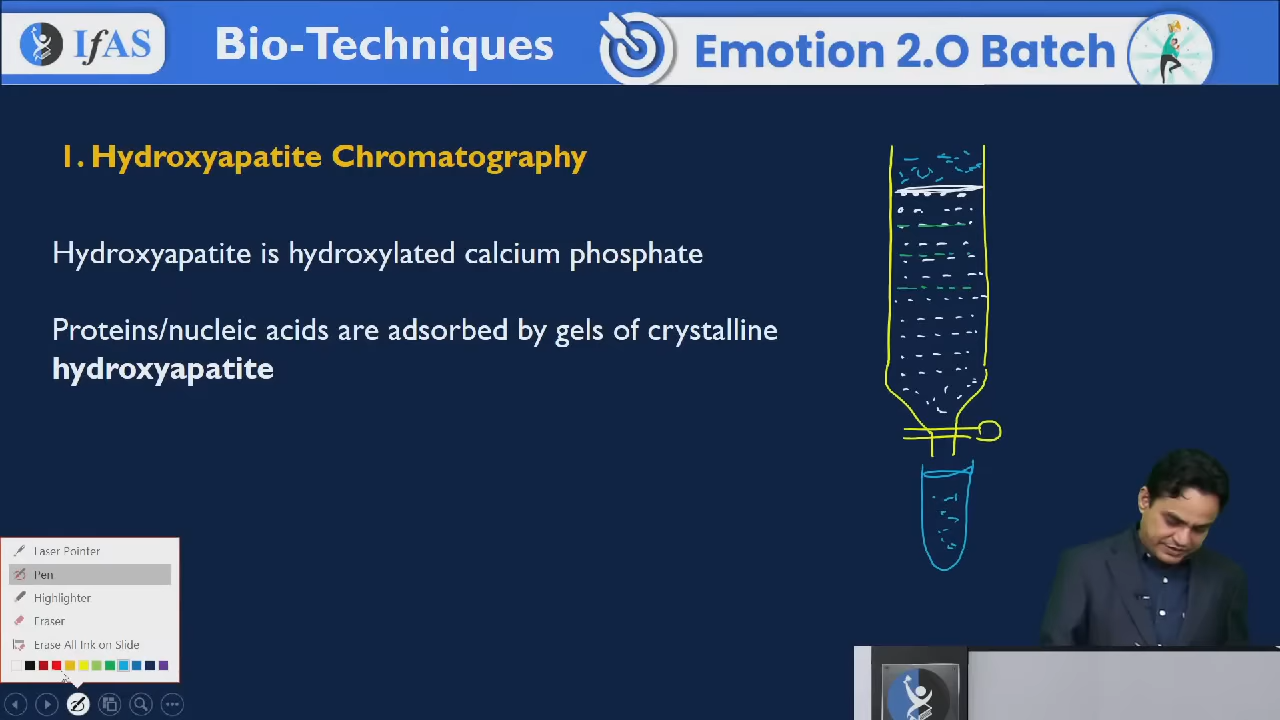 IfAS
Bio-Techniques
Emotion 2.O Batch
1. Hydroxyapatite Chromatography
Hydroxyapatite is hydroxylated calcium phosphate
Proteins/nucleic acids are adsorbed by gels of crystalline
hydroxyapatite
Laser Pointer
Pen
Highlighter
Eraser
Erase All Ink on Slide